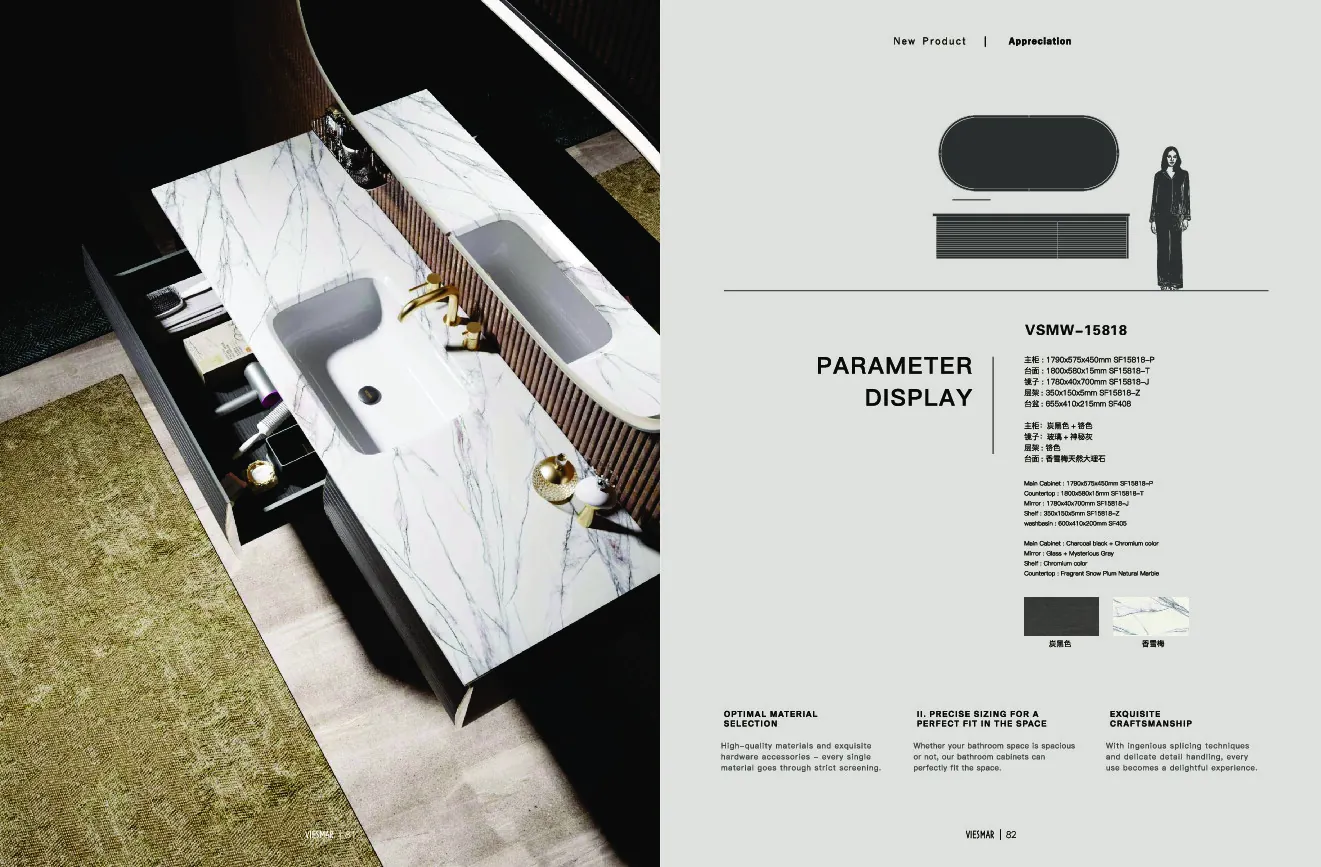 New Product | Appreciation
VSMW-15818
PARAMETER
DISPLAY
主柜 : 1790x575x450mm SF15818-P
台面 : 1800x580x15mm SF15818-T
镜子 : 1780x40x700mm SF15818-J
层架 : 350x150x5mm SF15818-Z
台盆 : 655x410x215mm SF408
主柜: 炭黑色 + 铬色
镜子: 玻璃 + 神秘灰
层架 : 铬色
台面 : 香雪梅天然大理石
Main Cabinet : 1790x575x450mm SF15818-P
Countertop : 1800x580x15mm SF15818-T
Mirror : 1780x40x700mm SF15818-J
Shelf : 350x150x5mm SF15818-Z
washbasin : 600x410x200mm SF405
Main Cabinet : Charcoal black + Chromium color
Mirror : Glass + Mysterious Gray
Shelf : Chromium color
Countertop : Fragrant Snow Plum Natural Marble
炭黑色
香雪梅
OPTIMAL MATERIAL
SELECTION
High-quality materials and exquisite
hardware accessories - every single
material goes through strict screening.
II. PRECISE SIZING FOR A
PERFECT FIT IN THE SPACE
Whether your bathroom space is spacious
or not, our bathroom cabinets can
perfectly fit the space.
EXQUISITE
CRAFTSMANSHIP
With ingenious splicing techniques
and delicate detail handling, every
use becomes a delightful experience.
VIESMAR | 81
VIESMAR | 82